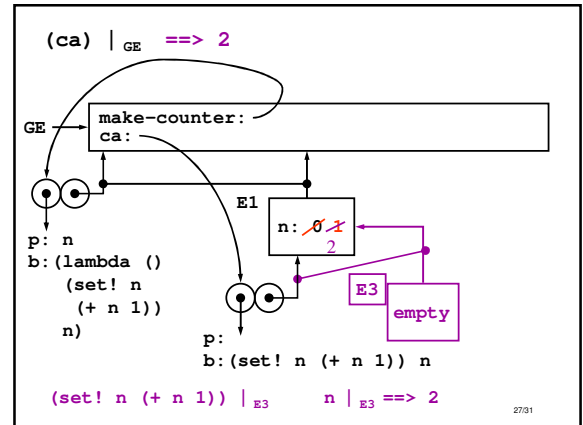 (ca) |GE ==> 2
make-counter:
GE
ca:
E1
n: 0 1
2
p: n
b:(lambda ()
(set! n
(+ n 1))
n)
E3
empty
p:
b:(set! n (+ n 1)) n
(set! n (+ n 1)) |E3 n |E3 ==> 2
27/31